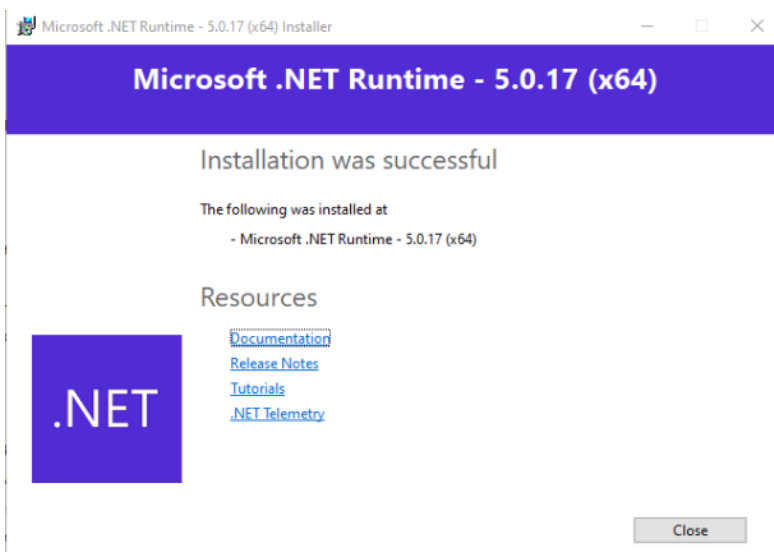 Microsoft .NET Runtime - 5.0.17 (x64) Installer
Microsoft .NET Runtime - 5.0.17 (x64)
Installation was successful
The following was installed at
- Microsoft .NET Runtime - 5.0.17 (x64)
Resources
Documentation
Release Notes
Tutorials
.NET Telemetry
.NET
Close